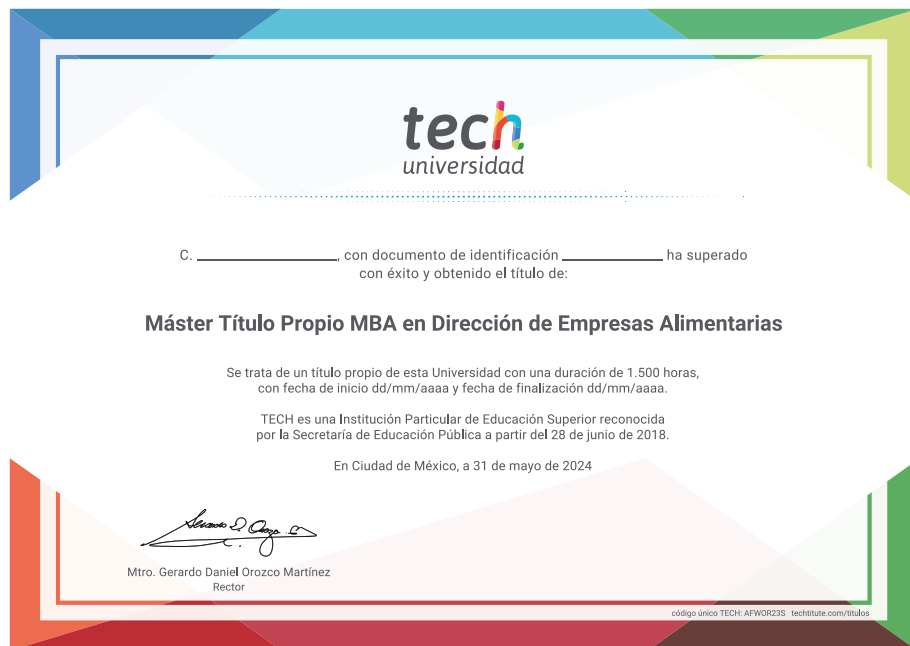 tech
universidad
C. ____________________, con documento de identificación ______________ ha superado
con éxito y obtenido el título de:
Máster Título Propio MBA en Dirección de Empresas Alimentarias
Se trata de un título propio de esta Universidad con una duración de 1.500 horas,
con fecha de inicio dd/mm/aaaa y fecha de finalización dd/mm/aaaa.
TECH es una Institución Particular de Educación Superior reconocida
por la Secretaría de Educación Pública a partir del 28 de junio de 2018.
En Ciudad de México, a 31 de mayo de 2024
Mtro. Gerardo Daniel Orozco Martínez
Rector
código único TECH: AFWOR23S techtitute.com/titulos